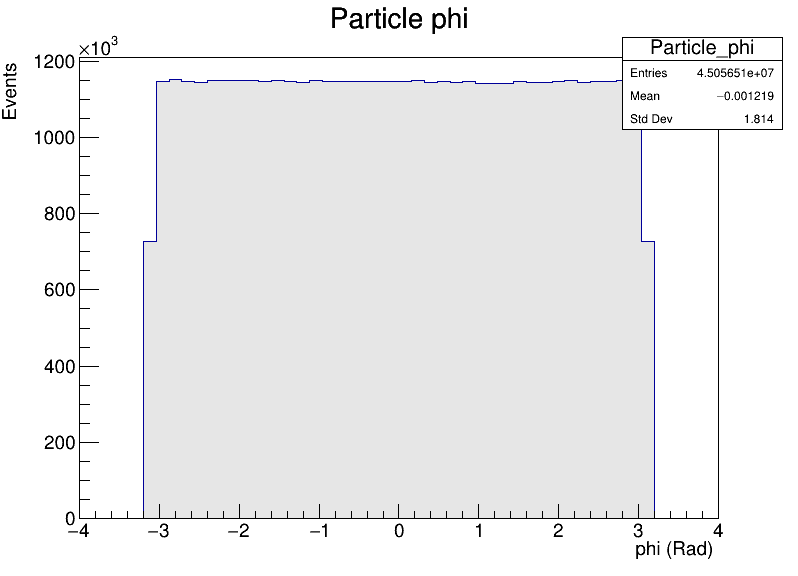 Particle phi
×10³
Particle_phi
Entries 4.505651e+07
Mean −0.001219
Std Dev 1.814
Events
1200
1000
800
600
400
200
0
−4 −3 −2 −1 0 1 2 3 4
phi (Rad)